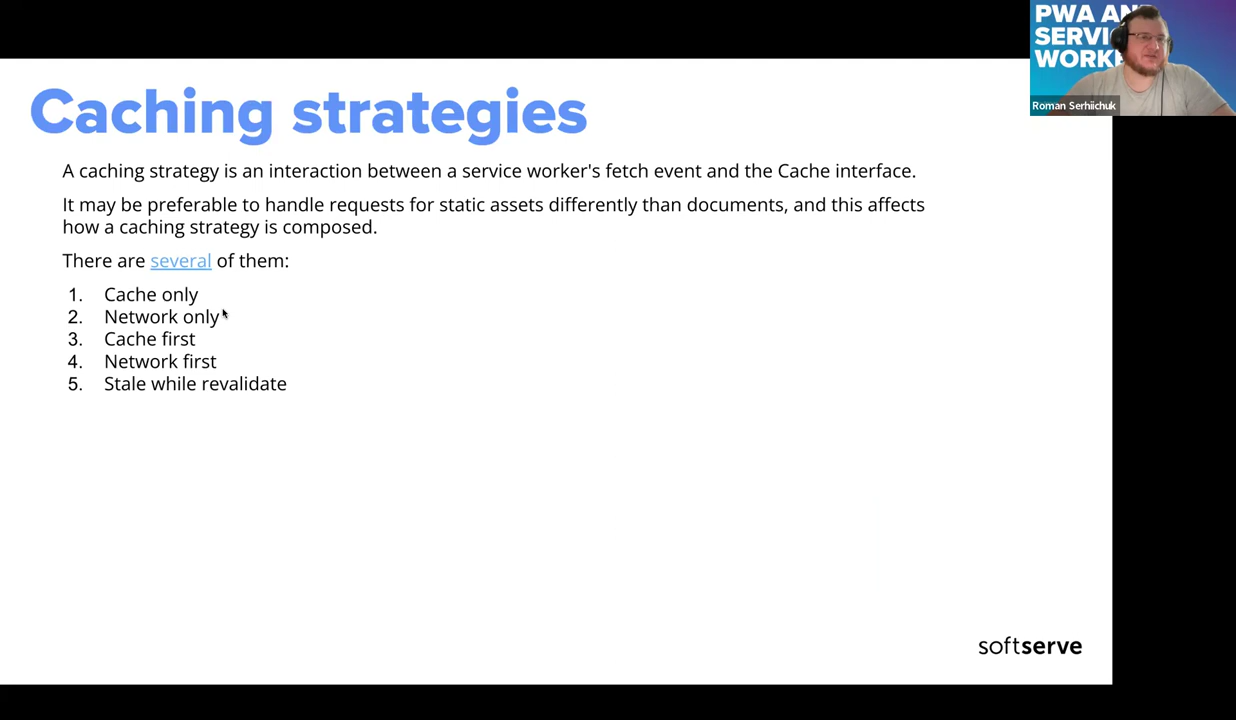 PWA AN
SERVI
WORKE
Roman Serhiichuk
Caching strategies
A caching strategy is an interaction between a service worker's fetch event and the Cache interface.
It may be preferable to handle requests for static assets differently than documents, and this affects
how a caching strategy is composed.
There are several of them:
1. Cache only
2. Network only
3. Cache first
4. Network first
5. Stale while revalidate
softserve